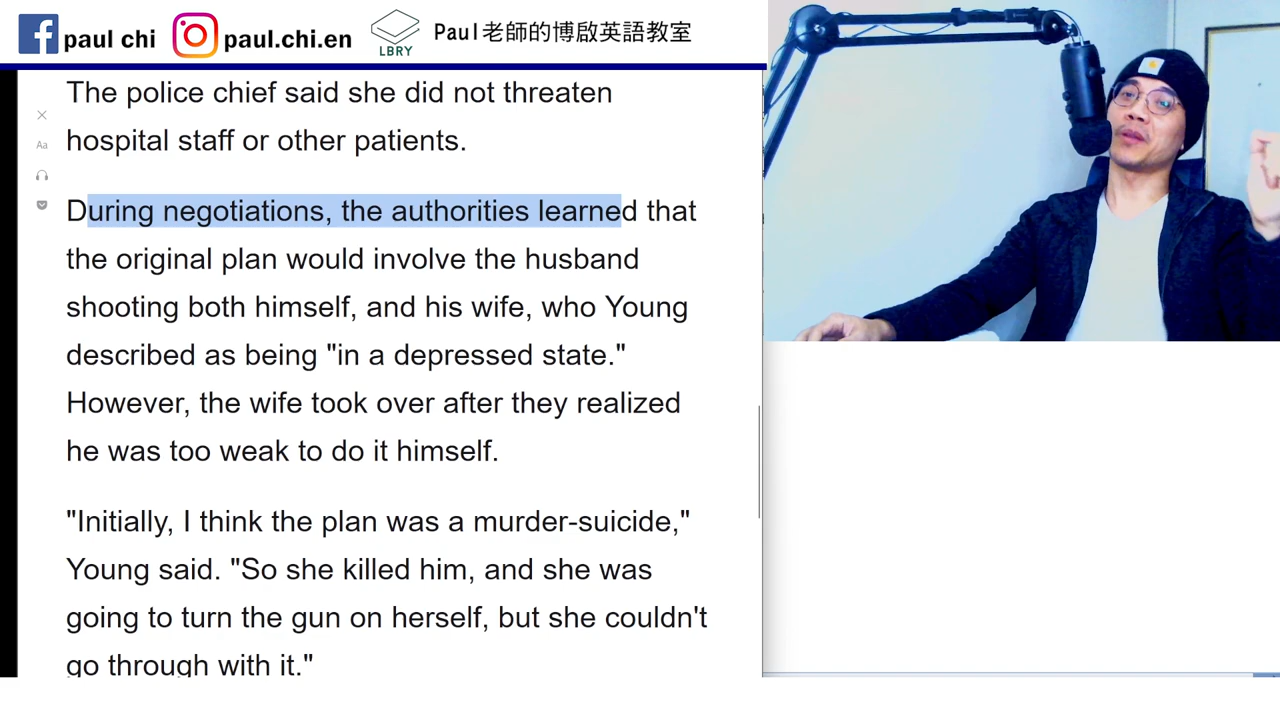 paul chi
paul.chi.en
LBRY
Paul老師的博啟英語教室
The police chief said she did not threaten
hospital staff or other patients.
Aa
During negotiations, the authorities learned that
the original plan would involve the husband
shooting both himself, and his wife, who Young
described as being "in a depressed state."
However, the wife took over after they realized
he was too weak to do it himself.
"Initially, I think the plan was a murder-suicide,"
Young said. "So she killed him, and she was
going to turn the gun on herself, but she couldn't
go through with it."